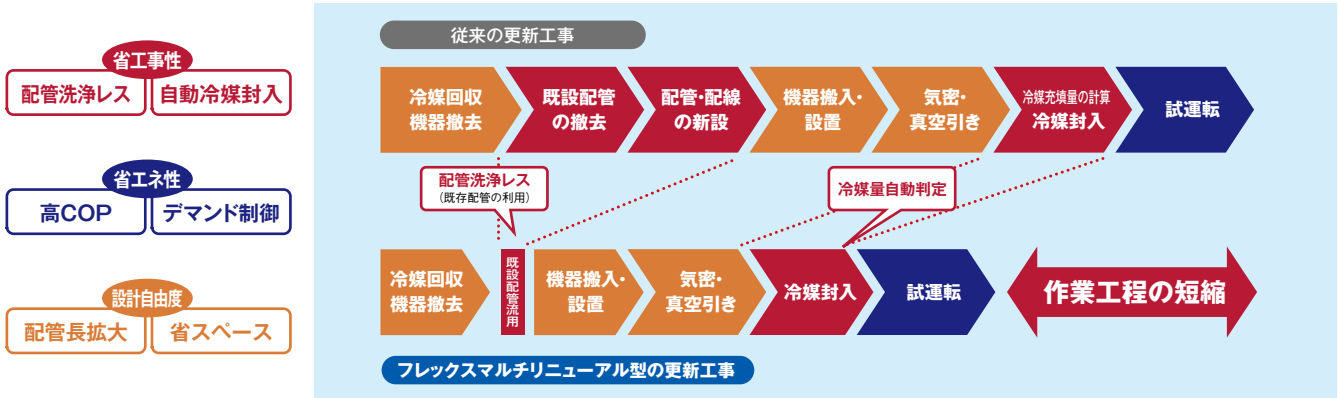 省工事性
配管洗浄レス
自動冷媒封入
省エネ性
高COP
デマンド制御
設計自由度
配管長拡大
省スペース
従来の更新工事
冷媒回収
機器撤去
既設配管
の撤去
配管・配線
の新設
機器搬入・
設置
気密・
真空引き
冷媒充填量の計算
冷媒封入
試運転
配管洗浄レス
（既存配管の利用）
冷媒量自動判定
冷媒回収
機器撤去
既設配管流用
機器搬入・
設置
気密・
真空引き
冷媒封入
試運転
作業工程の短縮
フレックスマルチリニューアル型の更新工事